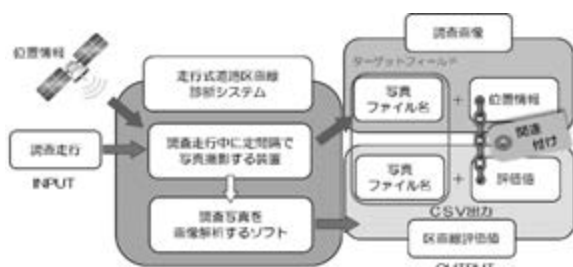 位置情報
調査走行
INPUT
走行式道路区画線
診断システム
調査走行中に定間隔で
写真撮影する装置
調査写真を
画像解析するソフト
調査画像
ターゲットフィールド
写真
ファイル名
+
位置情報
関連
付け
写真
ファイル名
+
評価値
CSV出力
区画線評価値
OUTPUT